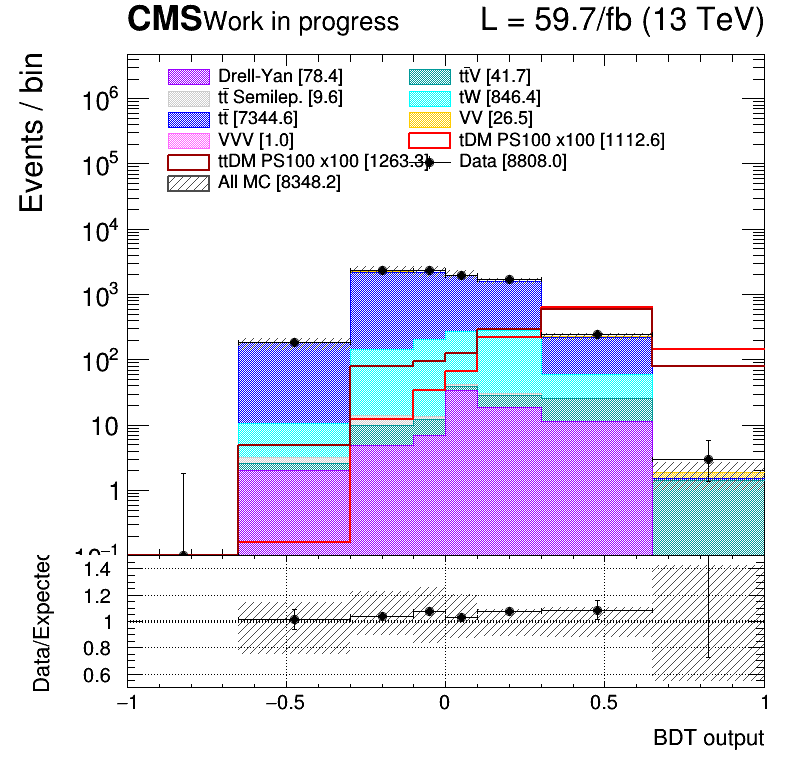 CMS Work in progress L = 59.7/fb (13 TeV)
Events / bin
Drell-Yan [78.4] tt̄V [41.7]
tt̄ Semilep. [9.6] tW [846.4]
tt̄ [7344.6] VV [26.5]
VVV [1.0] tDM PS100 x100 [1112.6]
ttDM PS100 x100 [1263.3] Data [8808.0]
All MC [8348.2]
10⁶
10⁵
10⁴
10³
10²
10
1
10⁻¹
Data/Expected
1.4
1.2
1
0.8
0.6
−1 −0.5 0 0.5 1
BDT output